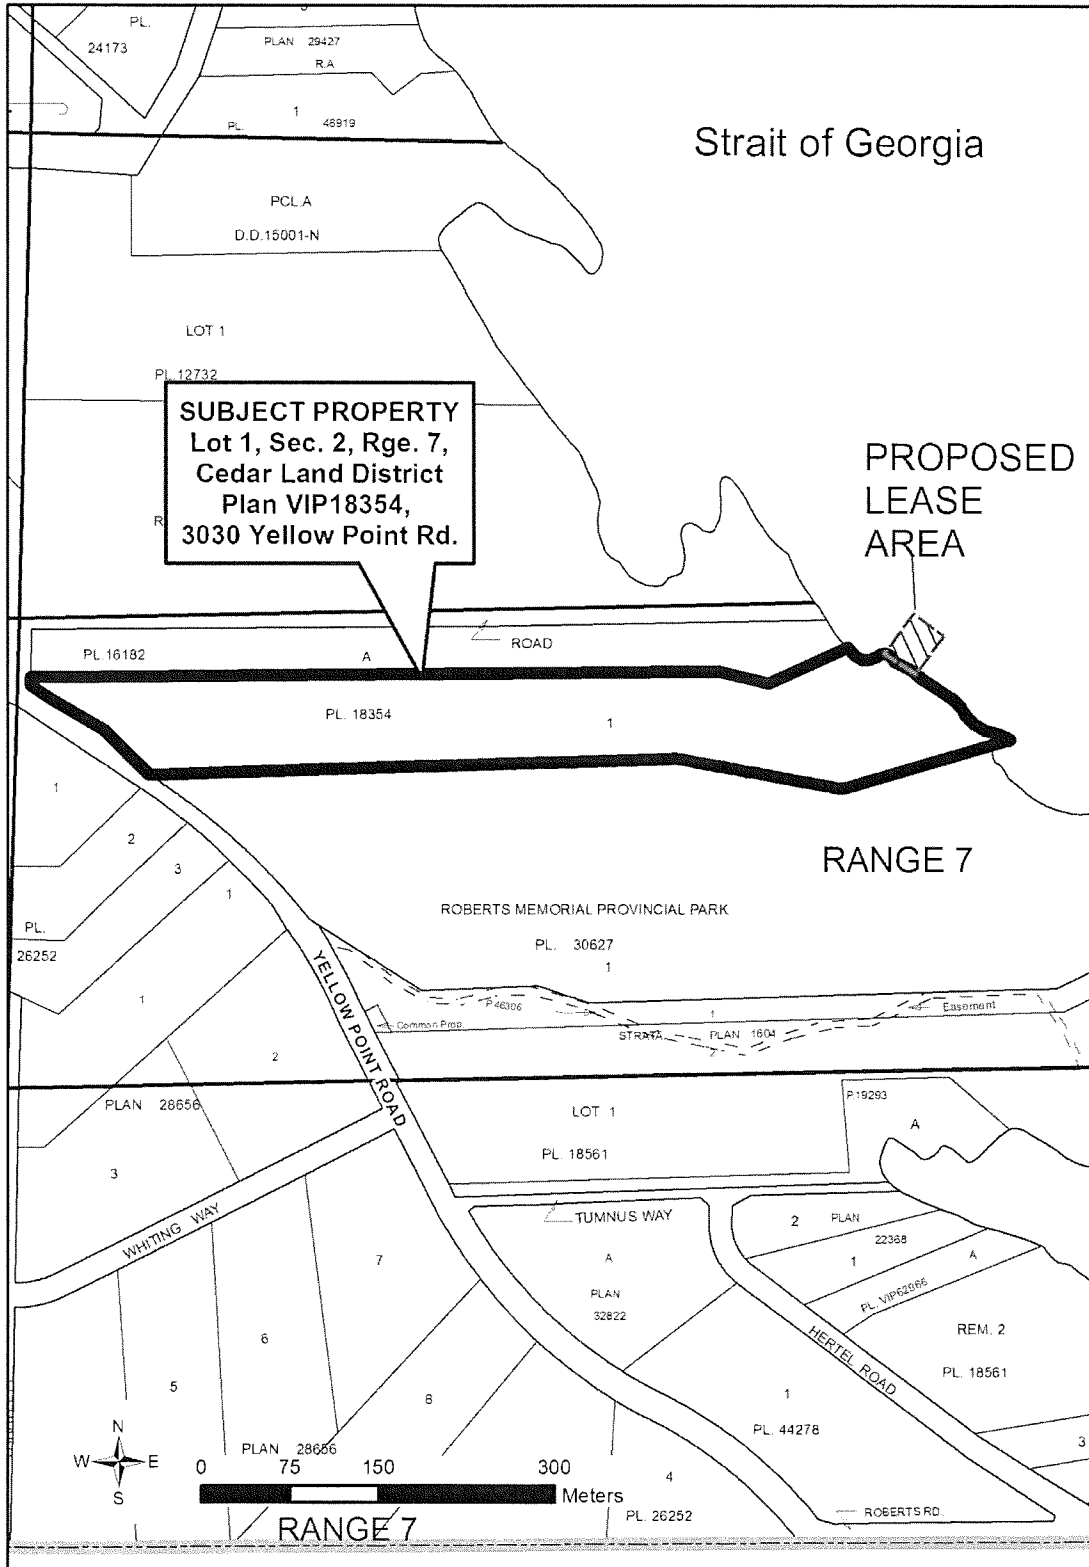 PL.
24173
PLAN 29427
R.A
1
PL. 46919
Strait of Georgia
PCL.A
D.D.15001-N
LOT 1
PL.12732
SUBJECT PROPERTY
Lot 1, Sec. 2, Rge. 7,
Cedar Land District
Plan VIP18354,
3030 Yellow Point Rd.
PROPOSED
LEASE
AREA
R
ROAD
PL.16182
A
PL. 18354
1
1
2
3
1
RANGE 7
PL.
26252
ROBERTS MEMORIAL PROVINCIAL PARK
PL. 30627
1
1
YELLOW POINT ROAD
P.46306
Common Prop.
1
Easement
STRATA PLAN 1604
2
2
PLAN 28656
LOT 1
P.19293
A
PL. 18561
3
WHITING WAY
TUMNUS WAY
2 PLAN
22368
1
A
PL. VIP62966
7
A
PLAN
32822
HERTEL ROAD
REM. 2
PL. 18561
6
5
8
1
PL. 44278
3
N
W E
S
PLAN 28656
0 75 150 300
Meters
4
PL. 26252
ROBERTS RD.
RANGE 7